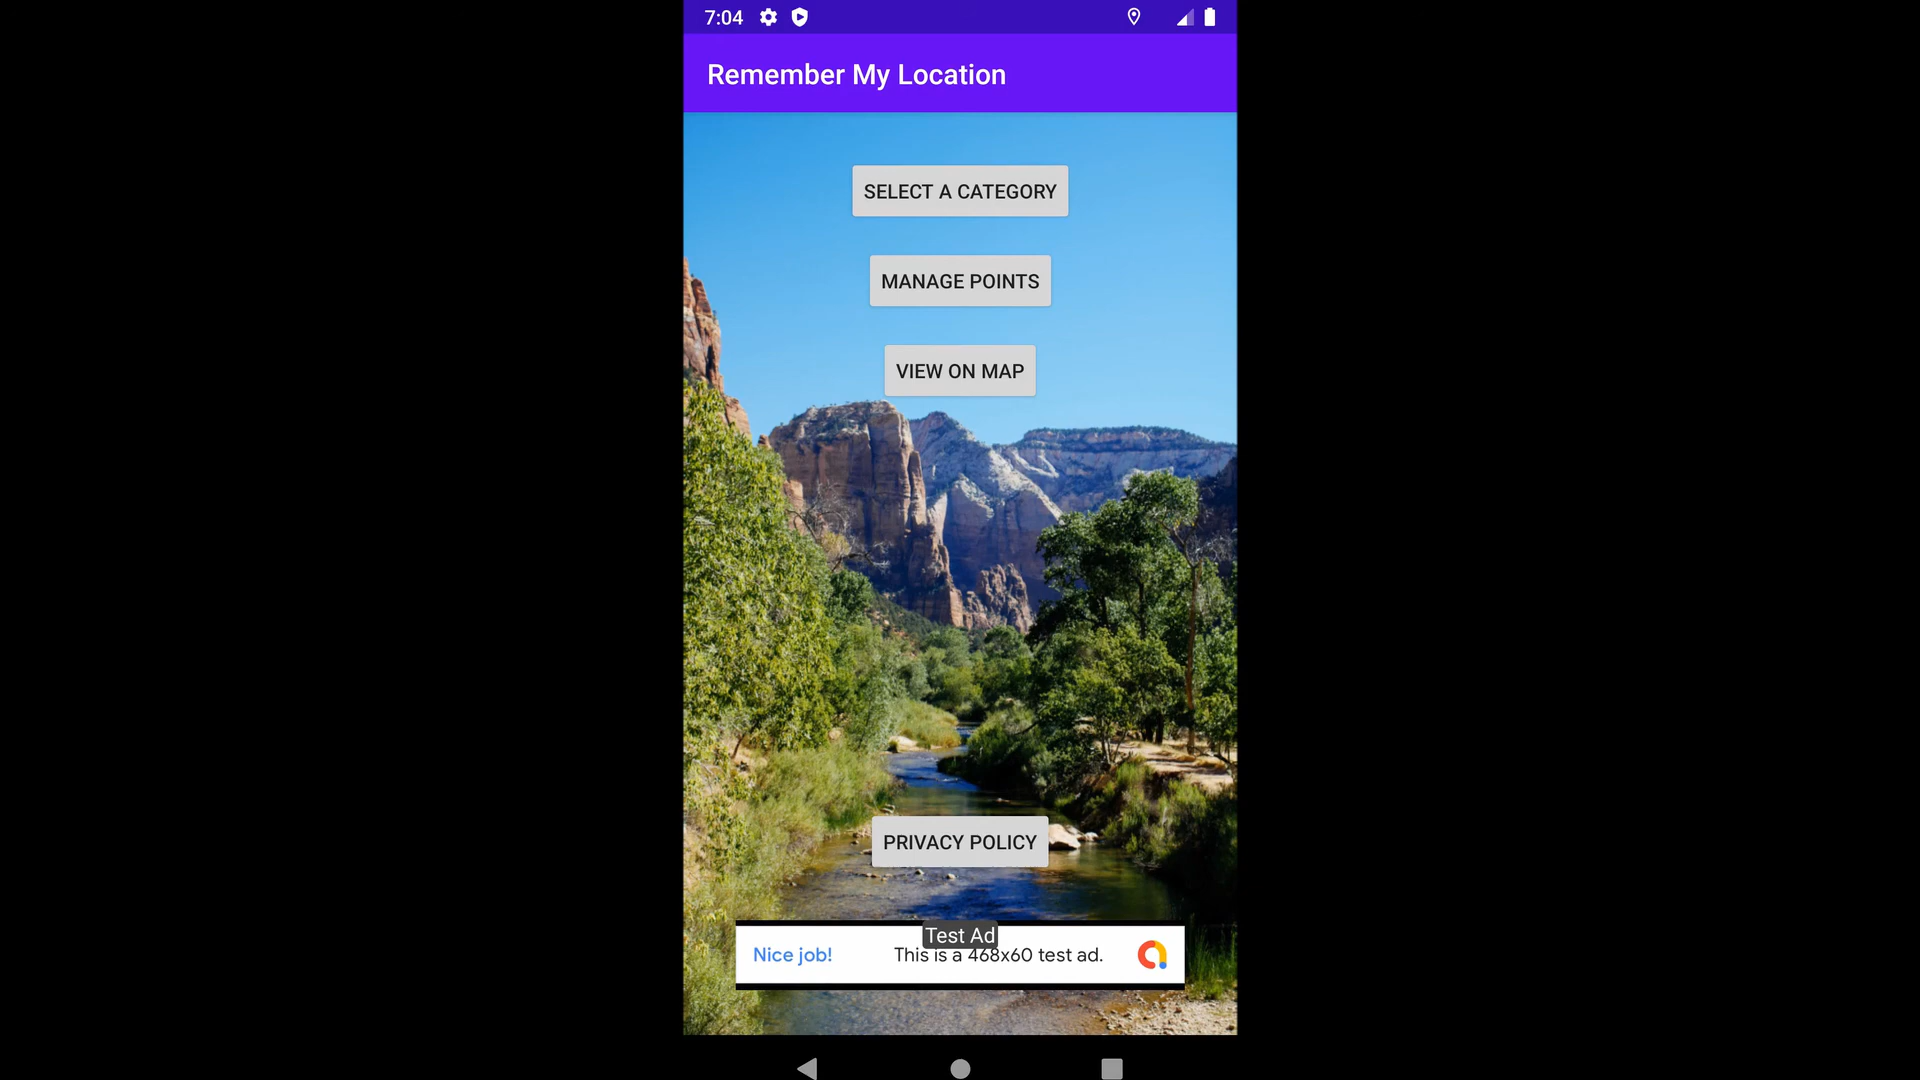 7:04
Remember My Location
SELECT A CATEGORY
MANAGE POINTS
VIEW ON MAP
PRIVACY POLICY
Test Ad
Nice job! This is a 468x60 test ad.